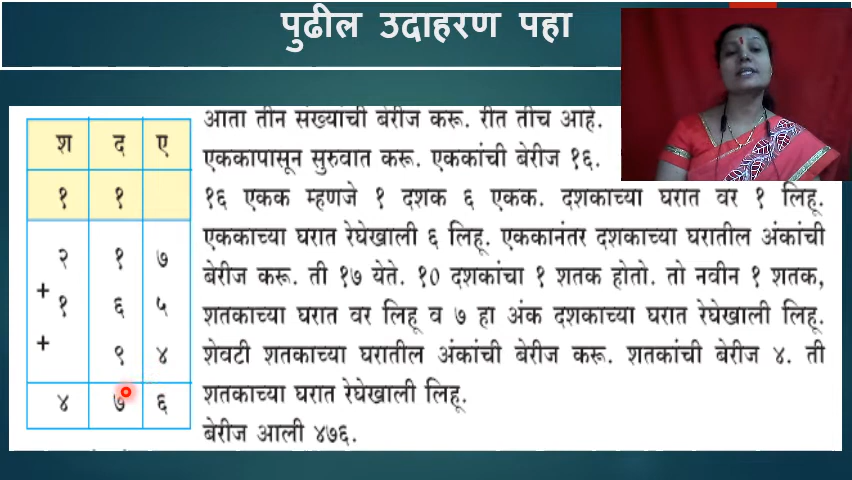 पुढील उदाहरण पहा
श द ए
१ १
२ १ ७
+ १ ६ ५
+ ९ ४
४ ७ ६
आता तीन संख्यांची बेरीज करू. रीत तीच आहे.
एककापासून सुरुवात करू. एककांची बेरीज १६.
१६ एकक म्हणजे १ दशक ६ एकक. दशकाच्या घरात वर १ लिहू.
एककाच्या घरात रेघेखाली ६ लिहू. एककानंतर दशकाच्या घरातील अंकांची
बेरीज करू. ती १७ येते. १० दशकांचा १ शतक होतो. तो नवीन १ शतक,
शतकाच्या घरात वर लिहू व ७ हा अंक दशकाच्या घरात रेघेखाली लिहू.
शेवटी शतकाच्या घरातील अंकांची बेरीज करू. शतकांची बेरीज ४. ती
शतकाच्या घरात रेघेखाली लिहू.
बेरीज आली ४७६.